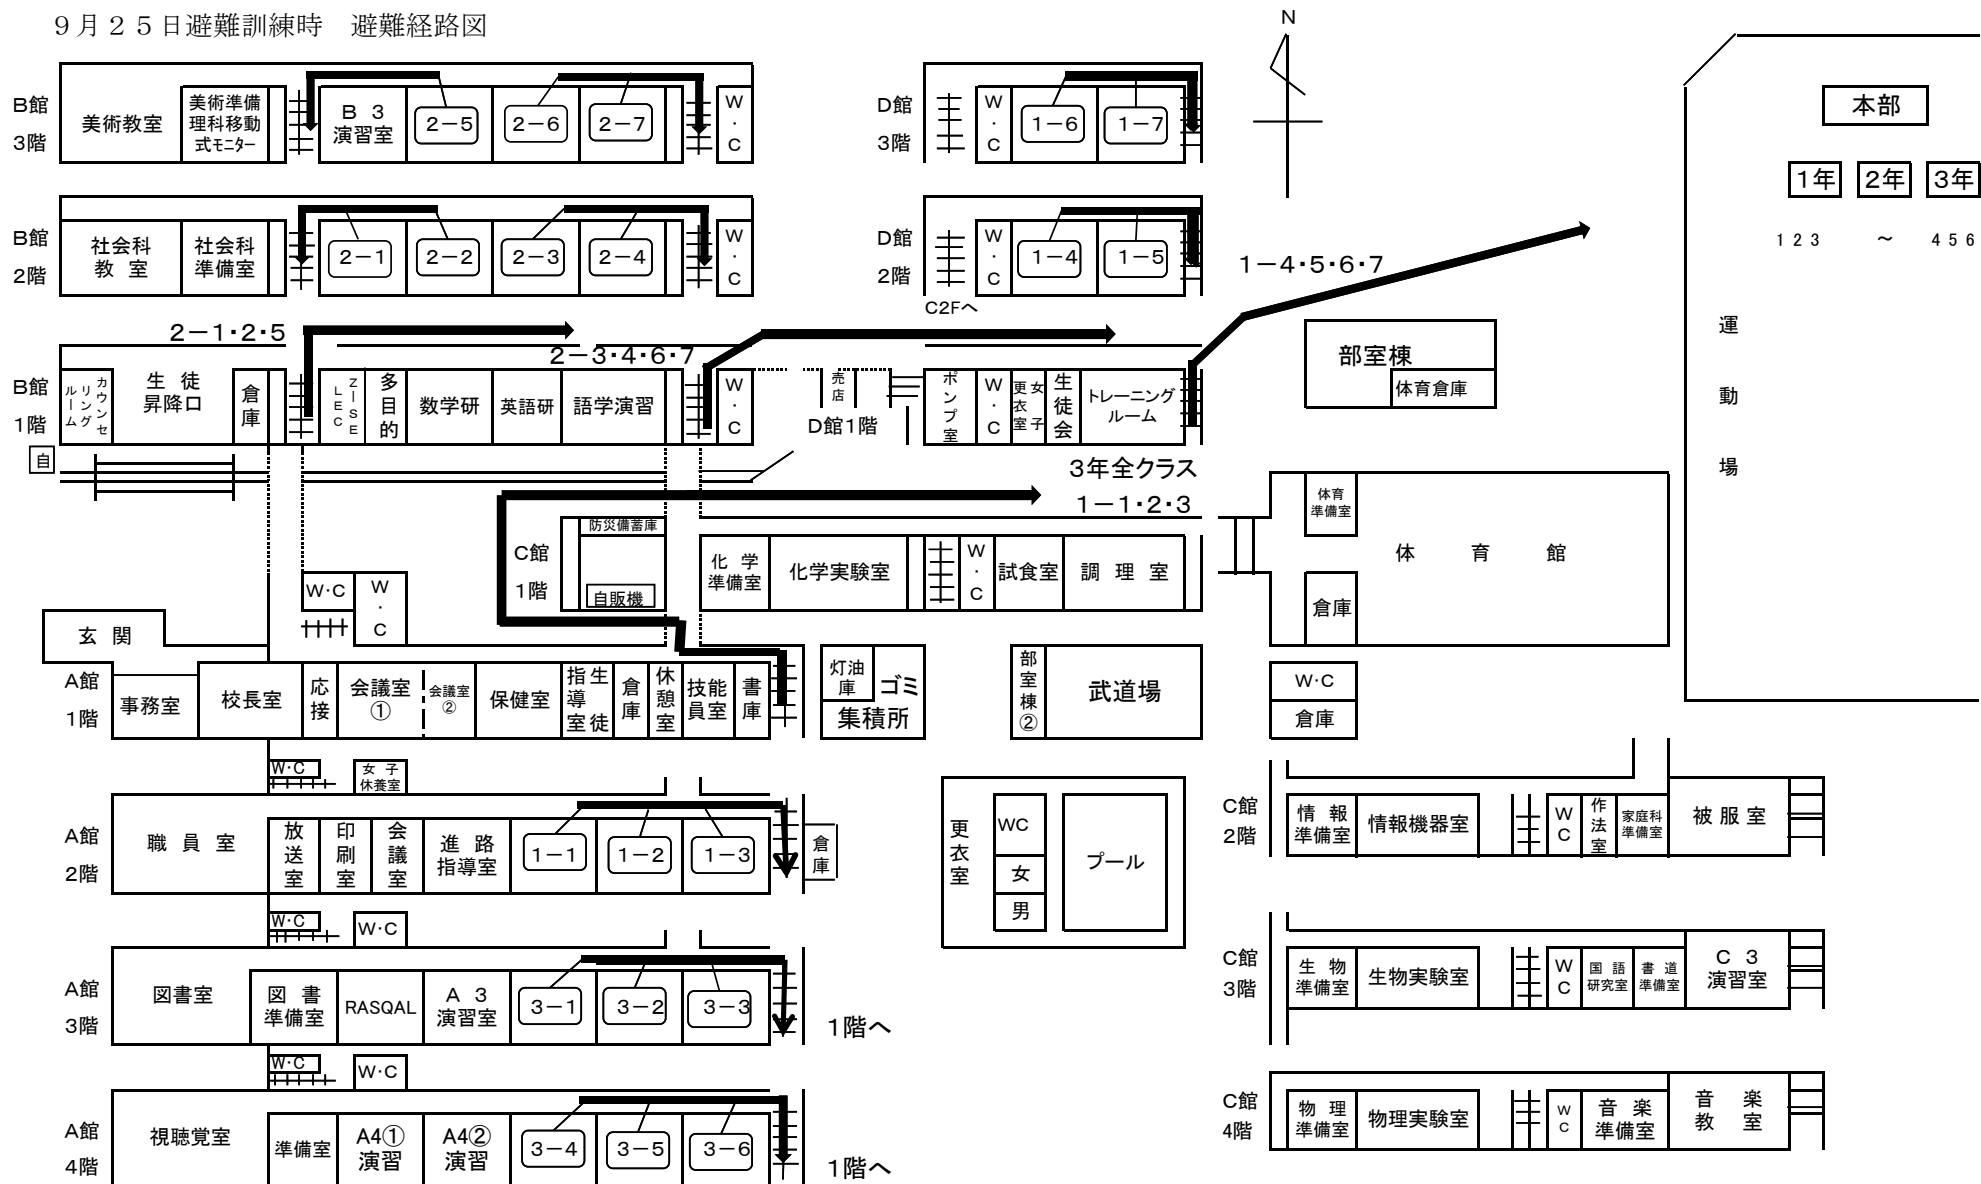 ９月２５日避難訓練時　避難経路図
N
B館
3階
美術教室
美術準備
理科移動
式モニター
B 3
演習室
2－5
2－6
2－7
W・C
D館
3階
W・C
1－6
1－7
本部
1年
2年
3年
1 2 3　～　4 5 6
B館
2階
社会科
教 室
社会科
準備室
2－1
2－2
2－3
2－4
W・C
D館
2階
W・C
1－4
1－5
C2Fへ
1－4・5・6・7
運動場
2－1・2・5
2－3・4・6・7
B館
1階
カウンセリングルーム
生 徒
昇降口
倉庫
LEC
Z－ISE
多目的
数学研
英語研
語学演習
W・C
売店
D館1階
ポンプ室
W・C
女子更衣室
生徒会
トレーニング
ルーム
部室棟
体育倉庫
自
3年全クラス
1－1・2・3
C館
1階
防災備蓄庫
自販機
化 学
準備室
化学実験室
W・C
試食室
調 理 室
体育
準備室
体 育 館
倉庫
W・C
W・C
玄 関
A館
1階
事務室
校長室
応接
会議室
①
会議室
②
保健室
生徒指導室
倉庫
休憩室
技能
員室
書庫
灯油
庫
ゴミ
集積所
部室棟②
武道場
W・C
倉庫
W・C
女 子
休養室
A館
2階
職 員 室
放送室
印刷室
会議室
進 路
指導室
1－1
1－2
1－3
倉庫
更衣室
WC
女
男
プール
C館
2階
情 報
準備室
情報機器室
WC
作法室
家庭科
準備室
被 服 室
W・C
W・C
A館
3階
図書室
図 書
準備室
RASQAL
A 3
演習室
3－1
3－2
3－3
1階へ
C館
3階
生 物
準備室
生物実験室
WC
国 語
研究室
書 道
準備室
C 3
演習室
W・C
W・C
A館
4階
視聴覚室
準備室
A4①
演習
A4②
演習
3－4
3－5
3－6
1階へ
C館
4階
物 理
準備室
物理実験室
WC
音 楽
準備室
音 楽
教 室